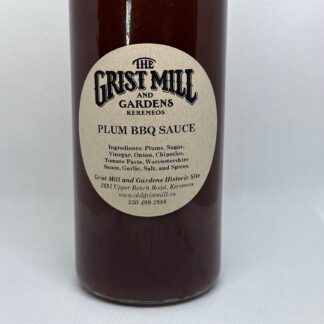 THE
GRIST MILL
AND
GARDENS
KEREMEOS
PLUM BBQ SAUCE
Ingredients: Plums, Sugar,
Vinegar, Onion, Chipotles,
Tomato Paste, Worcestershire
Sauce, Garlic, Salt, and Spices
Grist Mill and Gardens Historic Site
2691 Upper Bench Road, Keremeos
www.oldgristmill.ca
250-499-2888